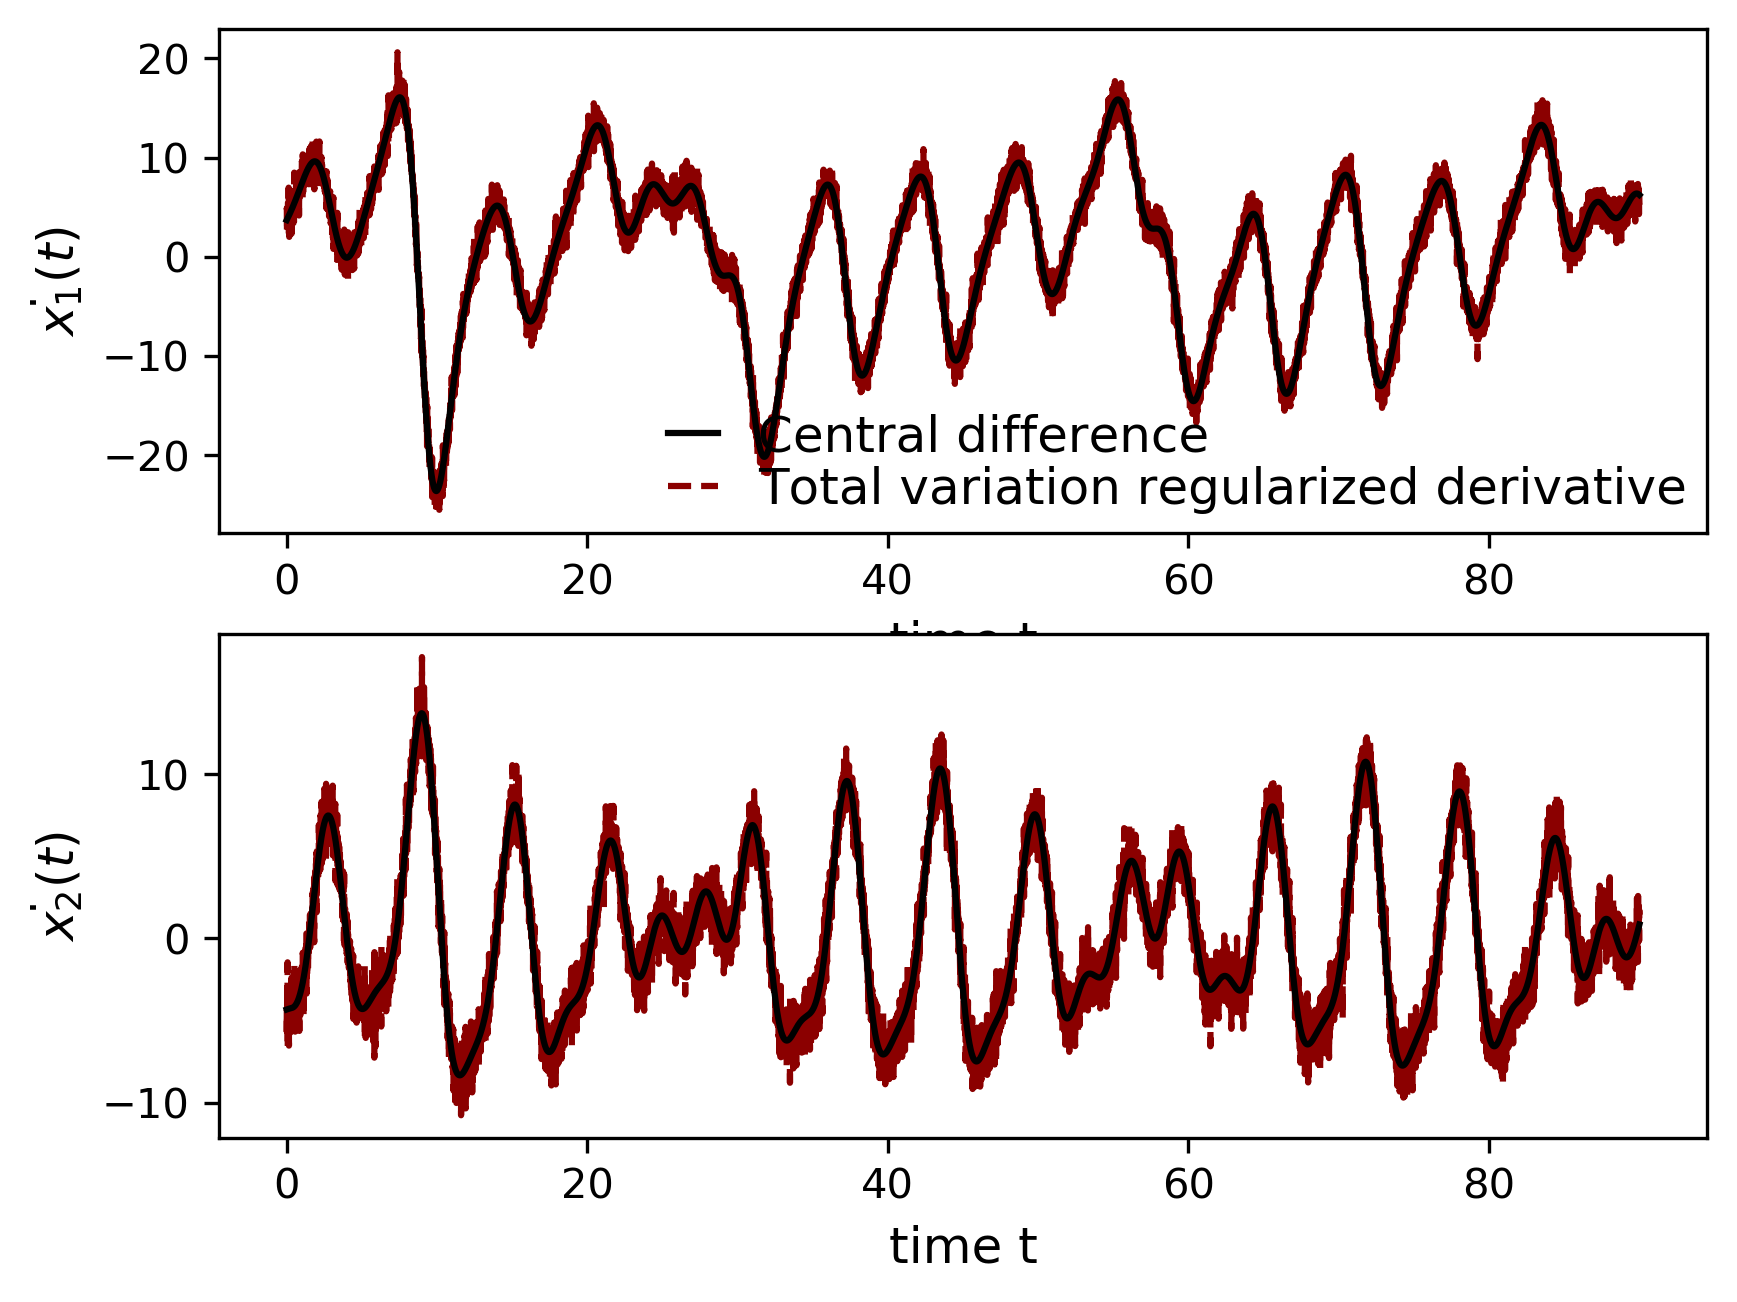 20
10
0
−10
−20
ẋ₁(t)
Central difference
Total variation regularized derivative
0 20 40 60 80
time t
10
0
−10
ẋ₂(t)
0 20 40 60 80
time t